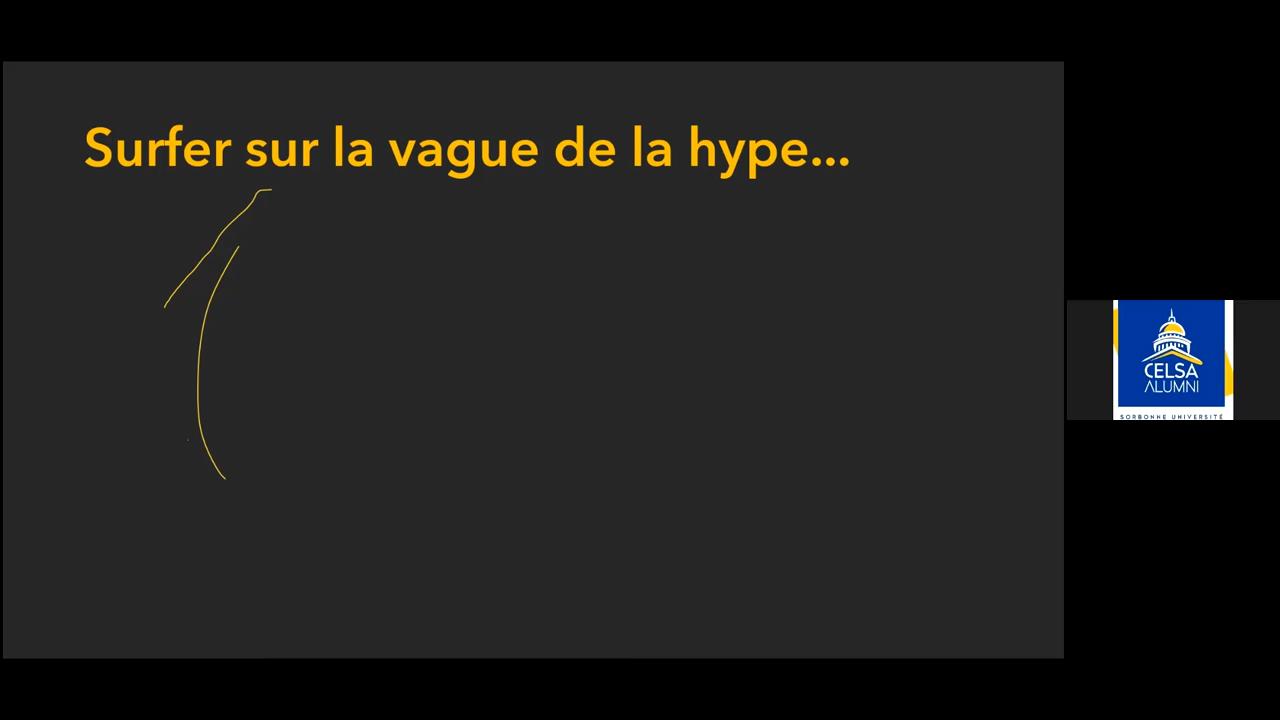 Surfer sur la vague de la hype...
CELSA
ALUMNI
SORBONNE UNIVERSITÉ